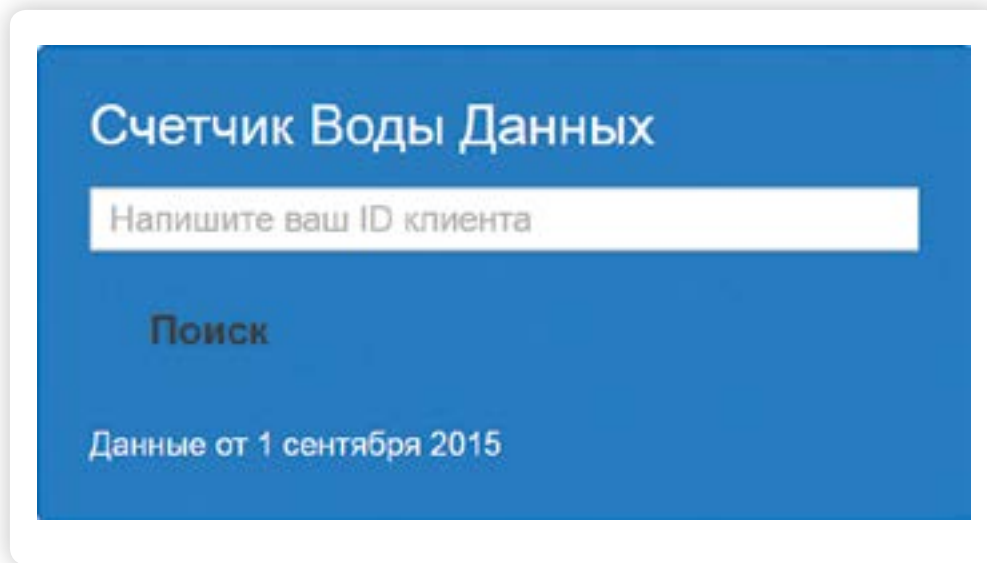 Счетчик Воды Данных
Напишите ваш ID клиента
Поиск
Данные от 1 сентября 2015